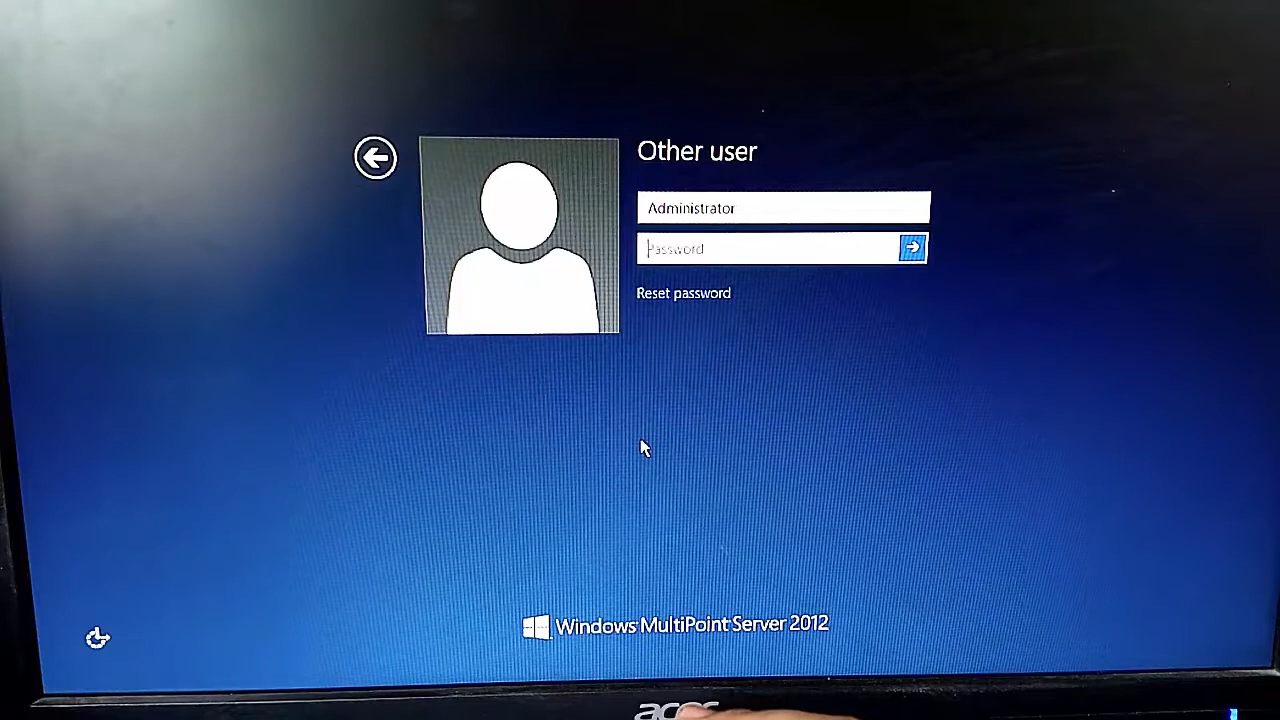 Other user
Administrator
Password
Reset password
Windows MultiPoint Server 2012
acer